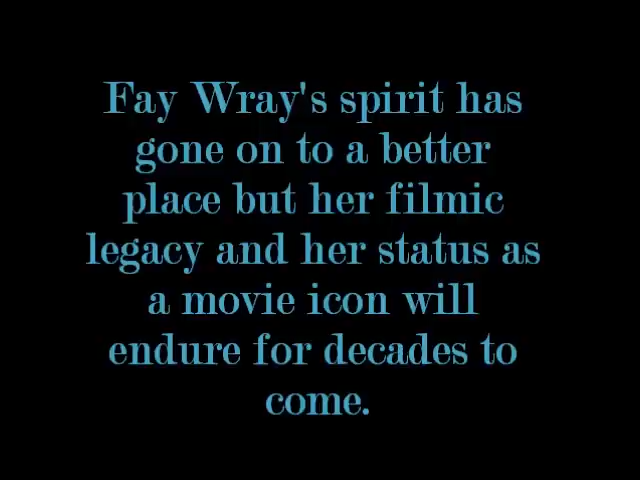 Fay Wray's spirit has
gone on to a better
place but her filmic
legacy and her status as
a movie icon will
endure for decades to
come.